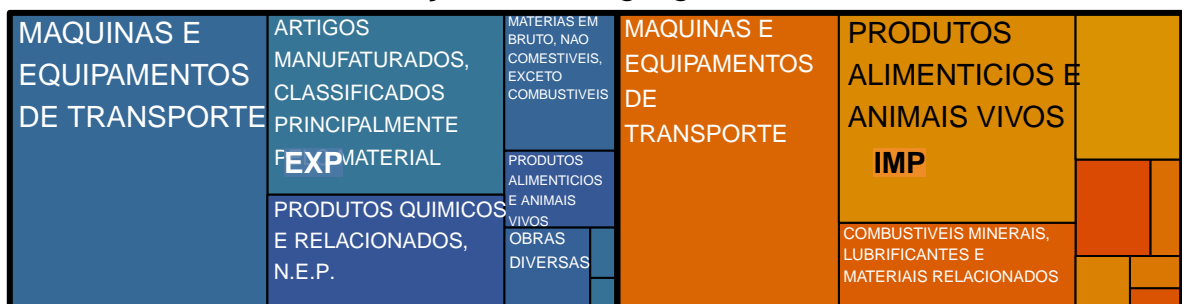 MAQUINAS E
EQUIPAMENTOS
DE TRANSPORTE
ARTIGOS
MANUFATURADOS,
CLASSIFICADOS
PRINCIPALMENTE
MATERIAL
EXP
PRODUTOS QUIMICOS
E RELACIONADOS,
N.E.P.
MATERIAS EM
BRUTO, NAO
COMESTIVEIS,
EXCETO
COMBUSTIVEIS
PRODUTOS
ALIMENTICIOS
E ANIMAIS
VIVOS
OBRAS
DIVERSAS
MAQUINAS E
EQUIPAMENTOS
DE
TRANSPORTE
PRODUTOS
ALIMENTICIOS E
ANIMAIS VIVOS
IMP
COMBUSTIVEIS MINERAIS,
LUBRIFICANTES E
MATERIAIS RELACIONADOS